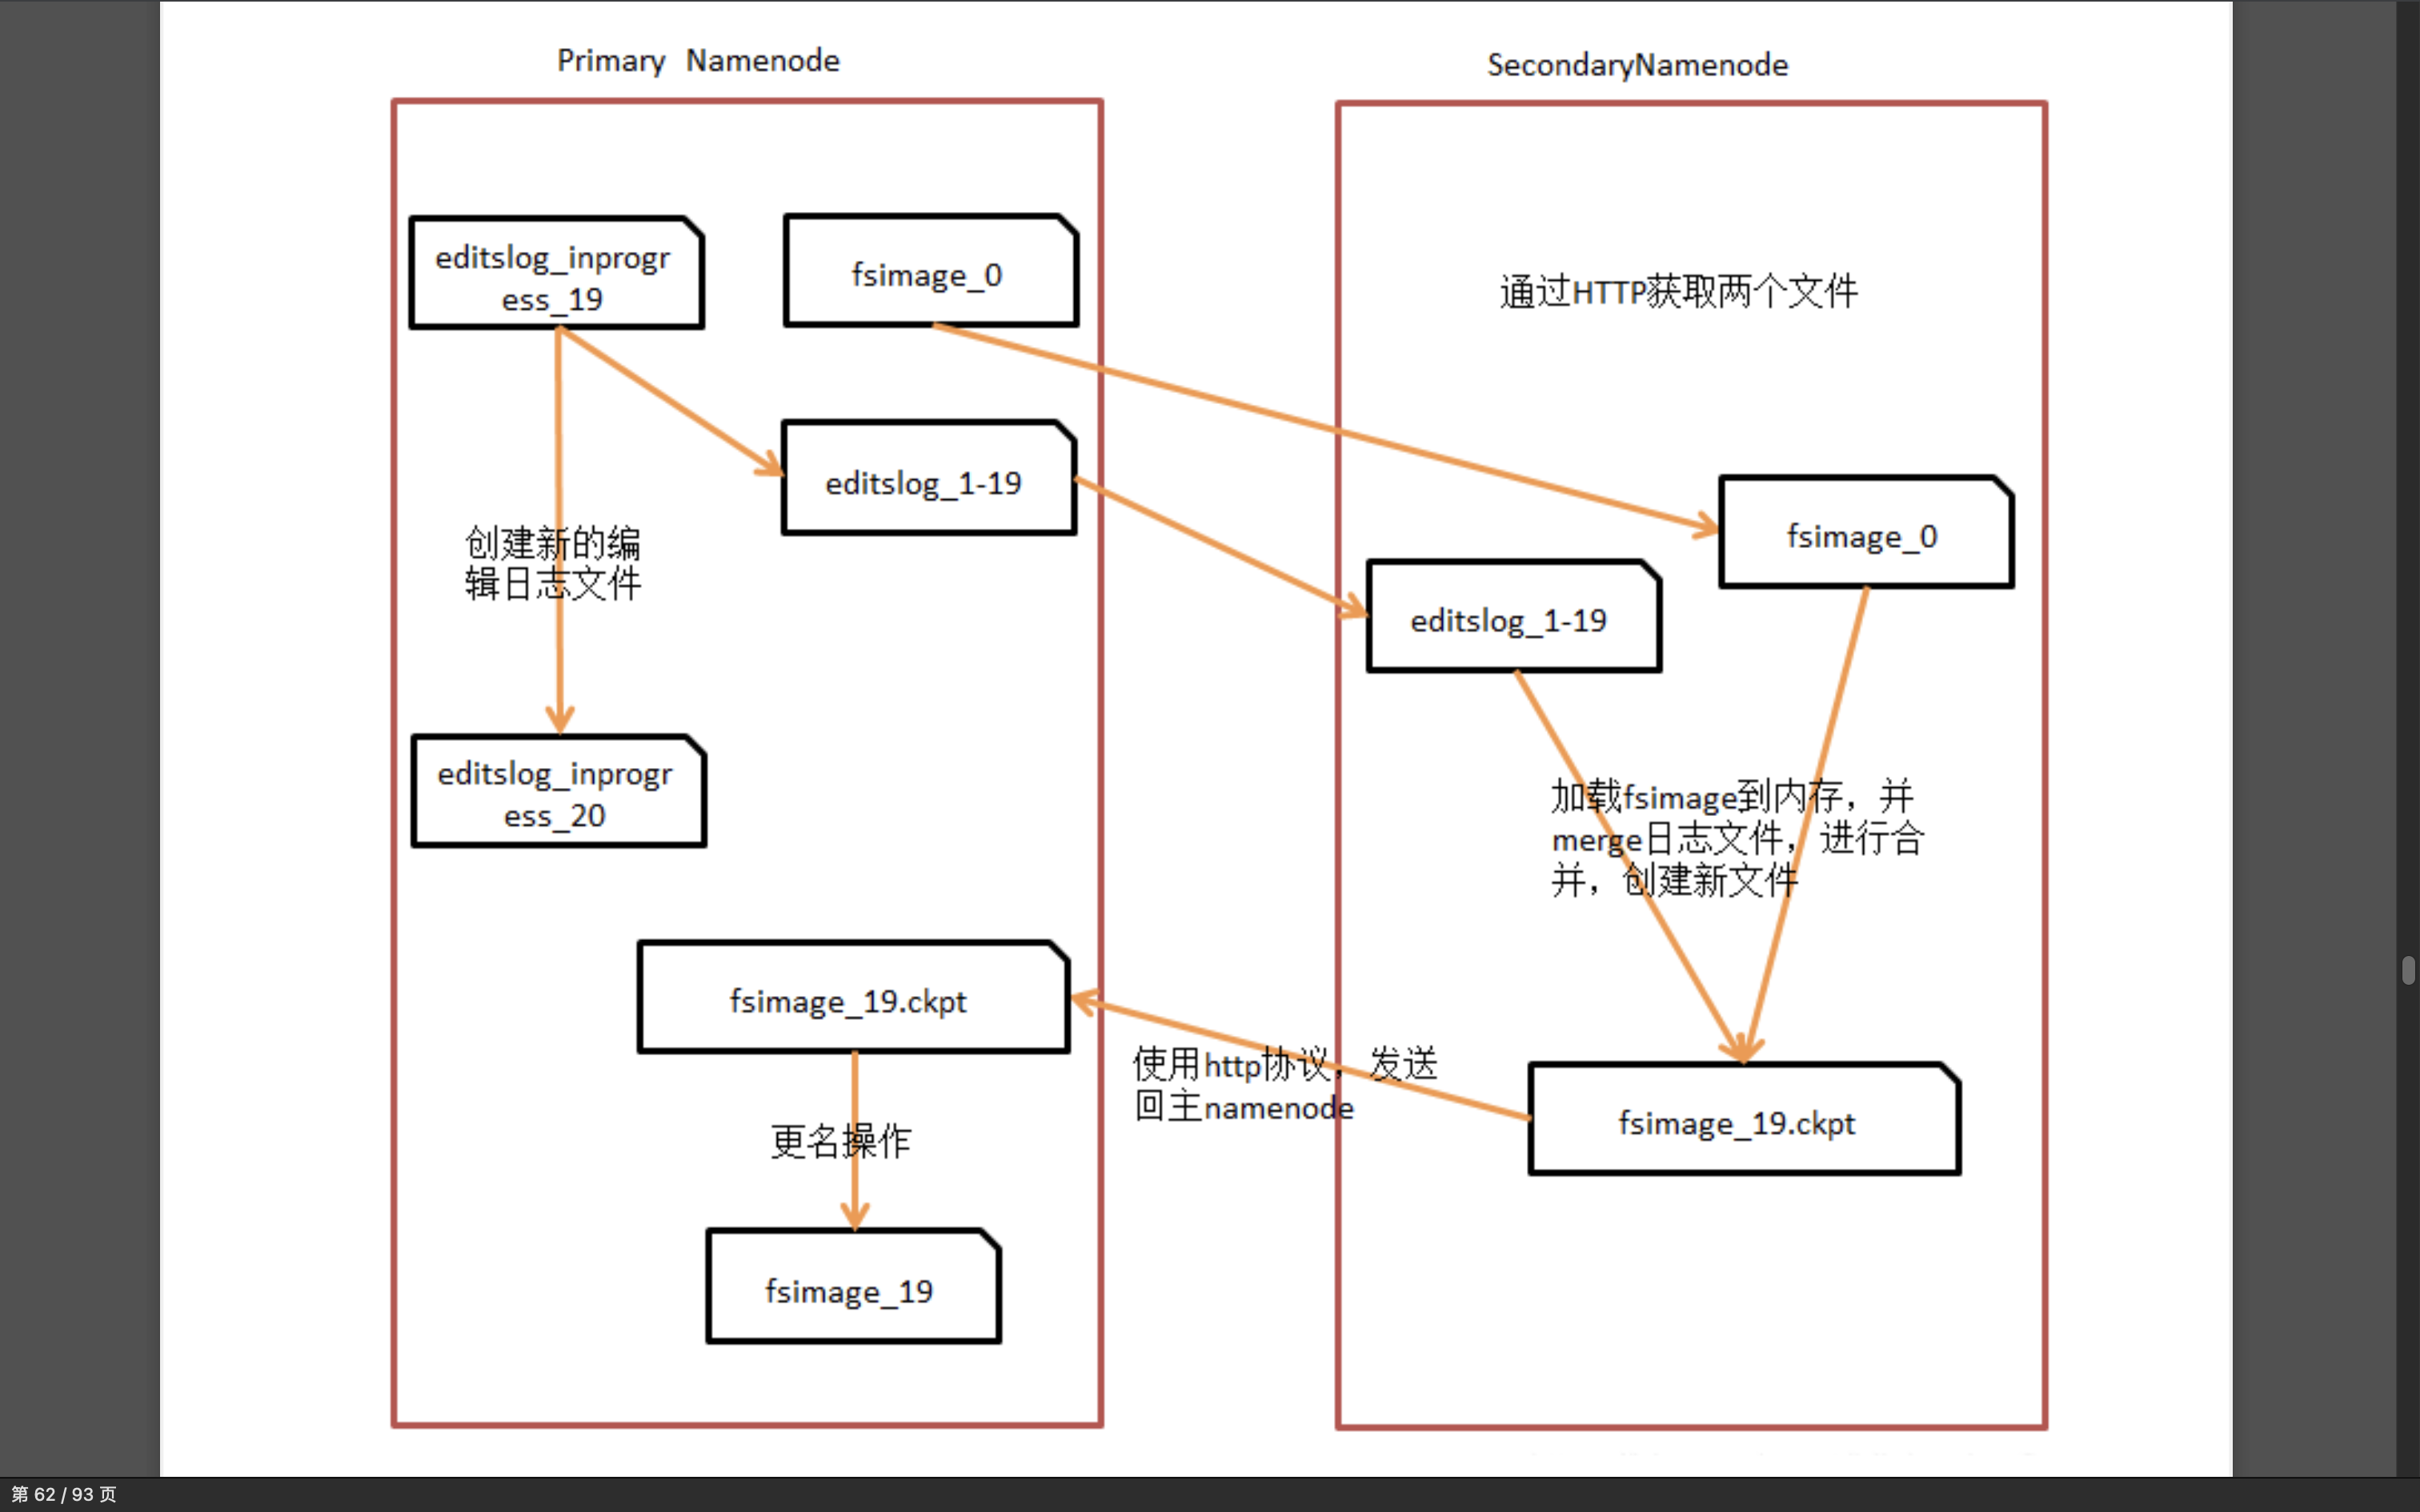 Primary Namenode
SecondaryNamenode
editslog_inprogr
ess_19
fsimage_0
通过HTTP获取两个文件
editslog_1-19
fsimage_0
创建新的编
辑日志文件
editslog_1-19
editslog_inprogr
ess_20
加载fsimage到内存，并
merge日志文件，进行合
并，创建新文件
fsimage_19.ckpt
使用http协议，发送
回主namenode
fsimage_19.ckpt
更名操作
fsimage_19
第 62 / 93 页